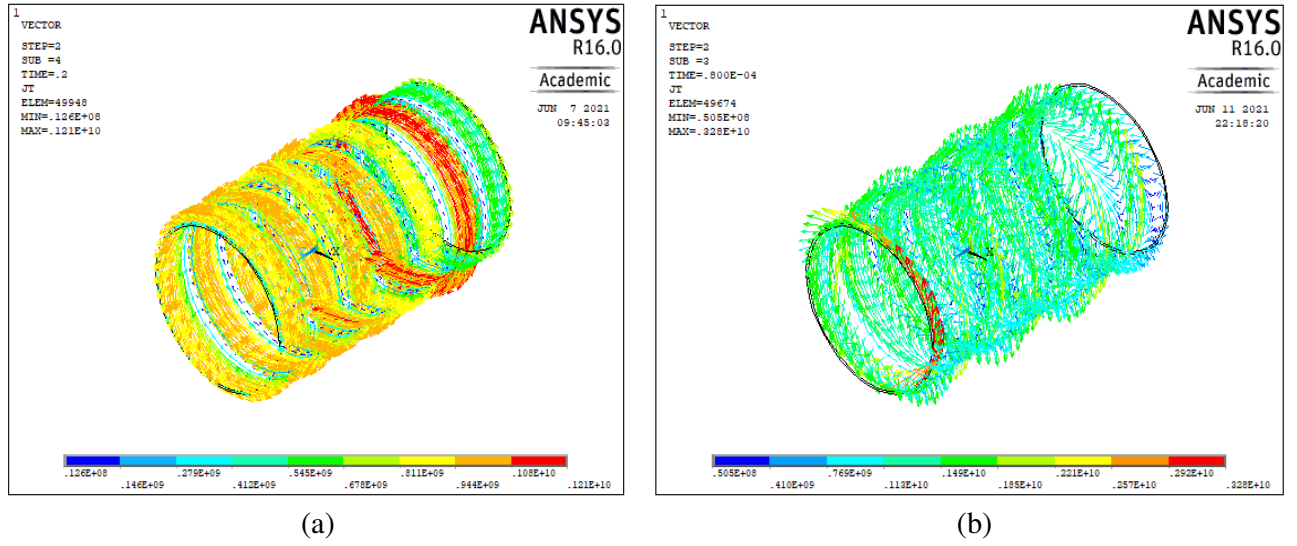 1
VECTOR
STEP=2
SUB =4
TIME=.2
JT
ELEM=49948
MIN=.126E+08
MAX=.121E+10
ANSYS
R16.0
Academic
JUN 7 2021
09:45:03
X
.126E+08 .279E+09 .545E+09 .811E+09 .108E+10
.146E+09 .412E+09 .678E+09 .944E+09 .121E+10
(a)
1
VECTOR
STEP=2
SUB =3
TIME=.800E-04
JT
ELEM=49674
MIN=.505E+08
MAX=.328E+10
ANSYS
R16.0
Academic
JUN 11 2021
22:18:20
X
.505E+08 .769E+09 .149E+10 .221E+10 .292E+10
.410E+09 .113E+10 .185E+10 .257E+10 .328E+10
(b)